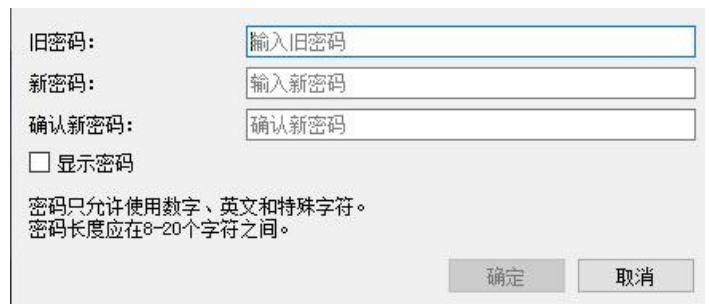 旧密码: 输入旧密码
新密码: 输入新密码
确认新密码: 确认新密码
显示密码
密码只允许使用数字、英文和特殊字符。
密码长度应在8-20个字符之间。
确定 取消